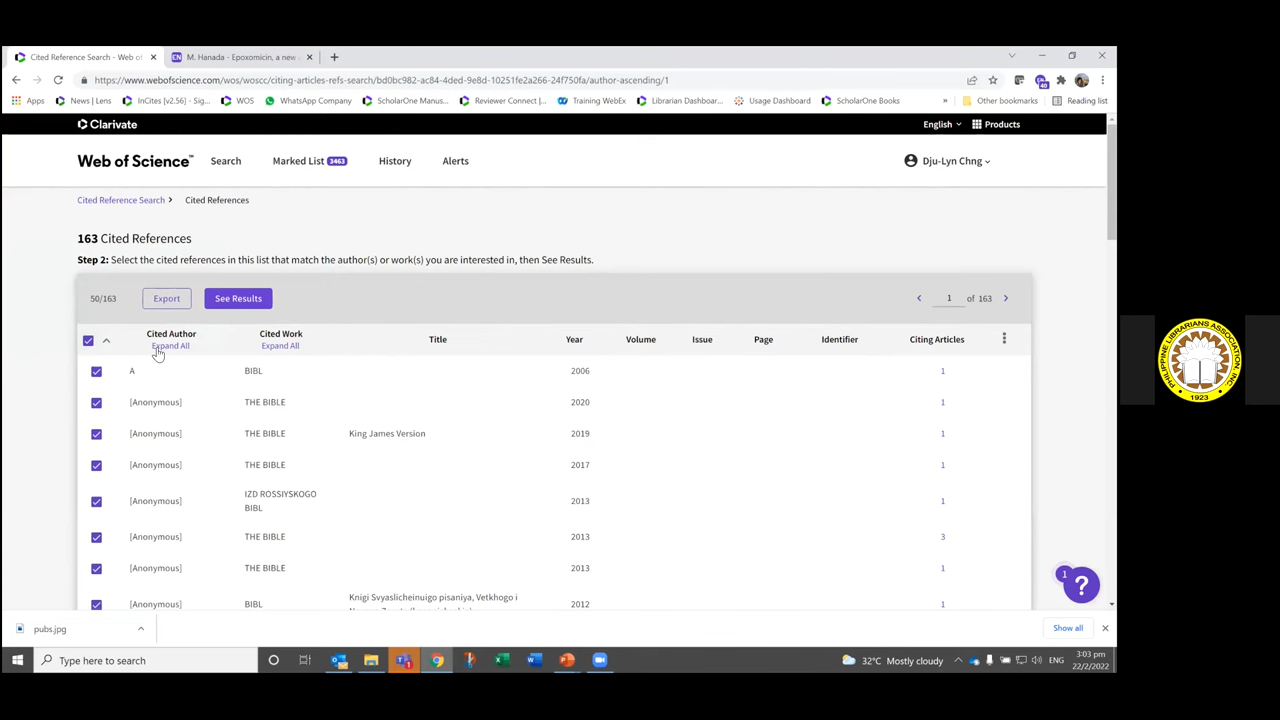 Cited Reference Search - Web of
M. Hanada - Epoxomicin, a new
https://www.webofscience.com/wos/woscc/citing-articles-refs-search/bd0bc982-ac84-4ded-9e8d-10251fe2a266-24f750fa/author-ascending/1
Apps News | Lens InCites [v2.56] - Sig... WOS WhatsApp Company ScholarOne Manus... Reviewer Connect |... Training WebEx Librarian Dashboar... Usage Dashboard ScholarOne Books » Other bookmarks Reading list
Clarivate English Products
Web of Science™ Search Marked List 3463 History Alerts Dju-Lyn Chng
Cited Reference Search > Cited References
163 Cited References
Step 2: Select the cited references in this list that match the author(s) or work(s) you are interested in, then See Results.
50/163 Export See Results 1 of 163
Cited Author Cited Work Title Year Volume Issue Page Identifier Citing Articles
Expand All Expand All
A BIBL 2006 1
[Anonymous] THE BIBLE 2020 1
[Anonymous] THE BIBLE King James Version 2019 1
[Anonymous] THE BIBLE 2017 1
[Anonymous] IZD ROSSIYSKOGO BIBL 2013 1
[Anonymous] THE BIBLE 2013 3
[Anonymous] THE BIBLE 2013 1
[Anonymous] BIBL Knigi Svyaslicheinuigo pisaniya, Vetkhogo i 2012 1
1
?
pubs.jpg Show all
Type here to search 32°C Mostly cloudy ENG 3:03 pm
22/2/2022
PHILIPPINE LIBRARIANS ASSOCIATION, INC.
1923